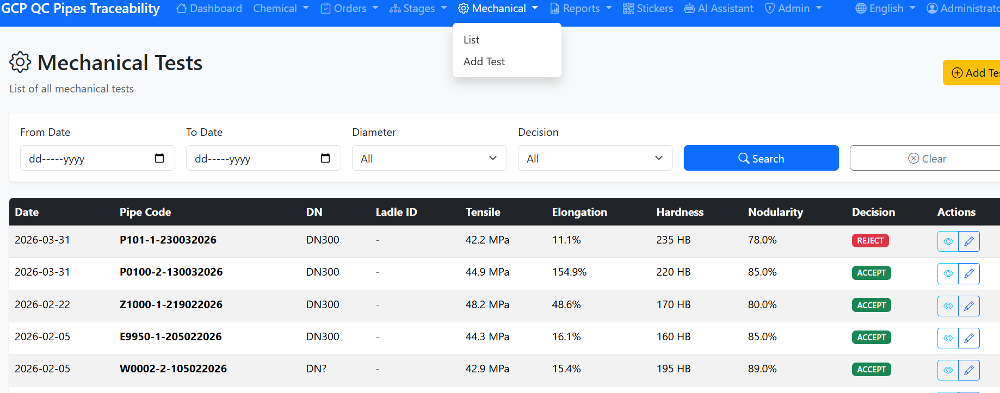 GCP QC Pipes Traceability Dashboard Chemical Orders Stages Mechanical Reports Stickers AI Assistant Admin English Administrato
List
Add Test
Mechanical Tests
List of all mechanical tests
Add Tes
From Date To Date Diameter Decision
dd-----yyyy dd-----yyyy All All Search Clear
Date Pipe Code DN Ladle ID Tensile Elongation Hardness Nodularity Decision Actions
2026-03-31 P101-1-230032026 DN300 - 42.2 MPa 11.1% 235 HB 78.0% REJECT
2026-03-31 P0100-2-130032026 DN300 - 44.9 MPa 154.9% 220 HB 85.0% ACCEPT
2026-02-22 Z1000-1-219022026 DN300 - 48.2 MPa 48.6% 170 HB 80.0% ACCEPT
2026-02-05 E9950-1-205022026 DN300 - 44.3 MPa 16.1% 160 HB 85.0% ACCEPT
2026-02-05 W0002-2-105022026 DN? - 42.9 MPa 15.4% 195 HB 89.0% ACCEPT